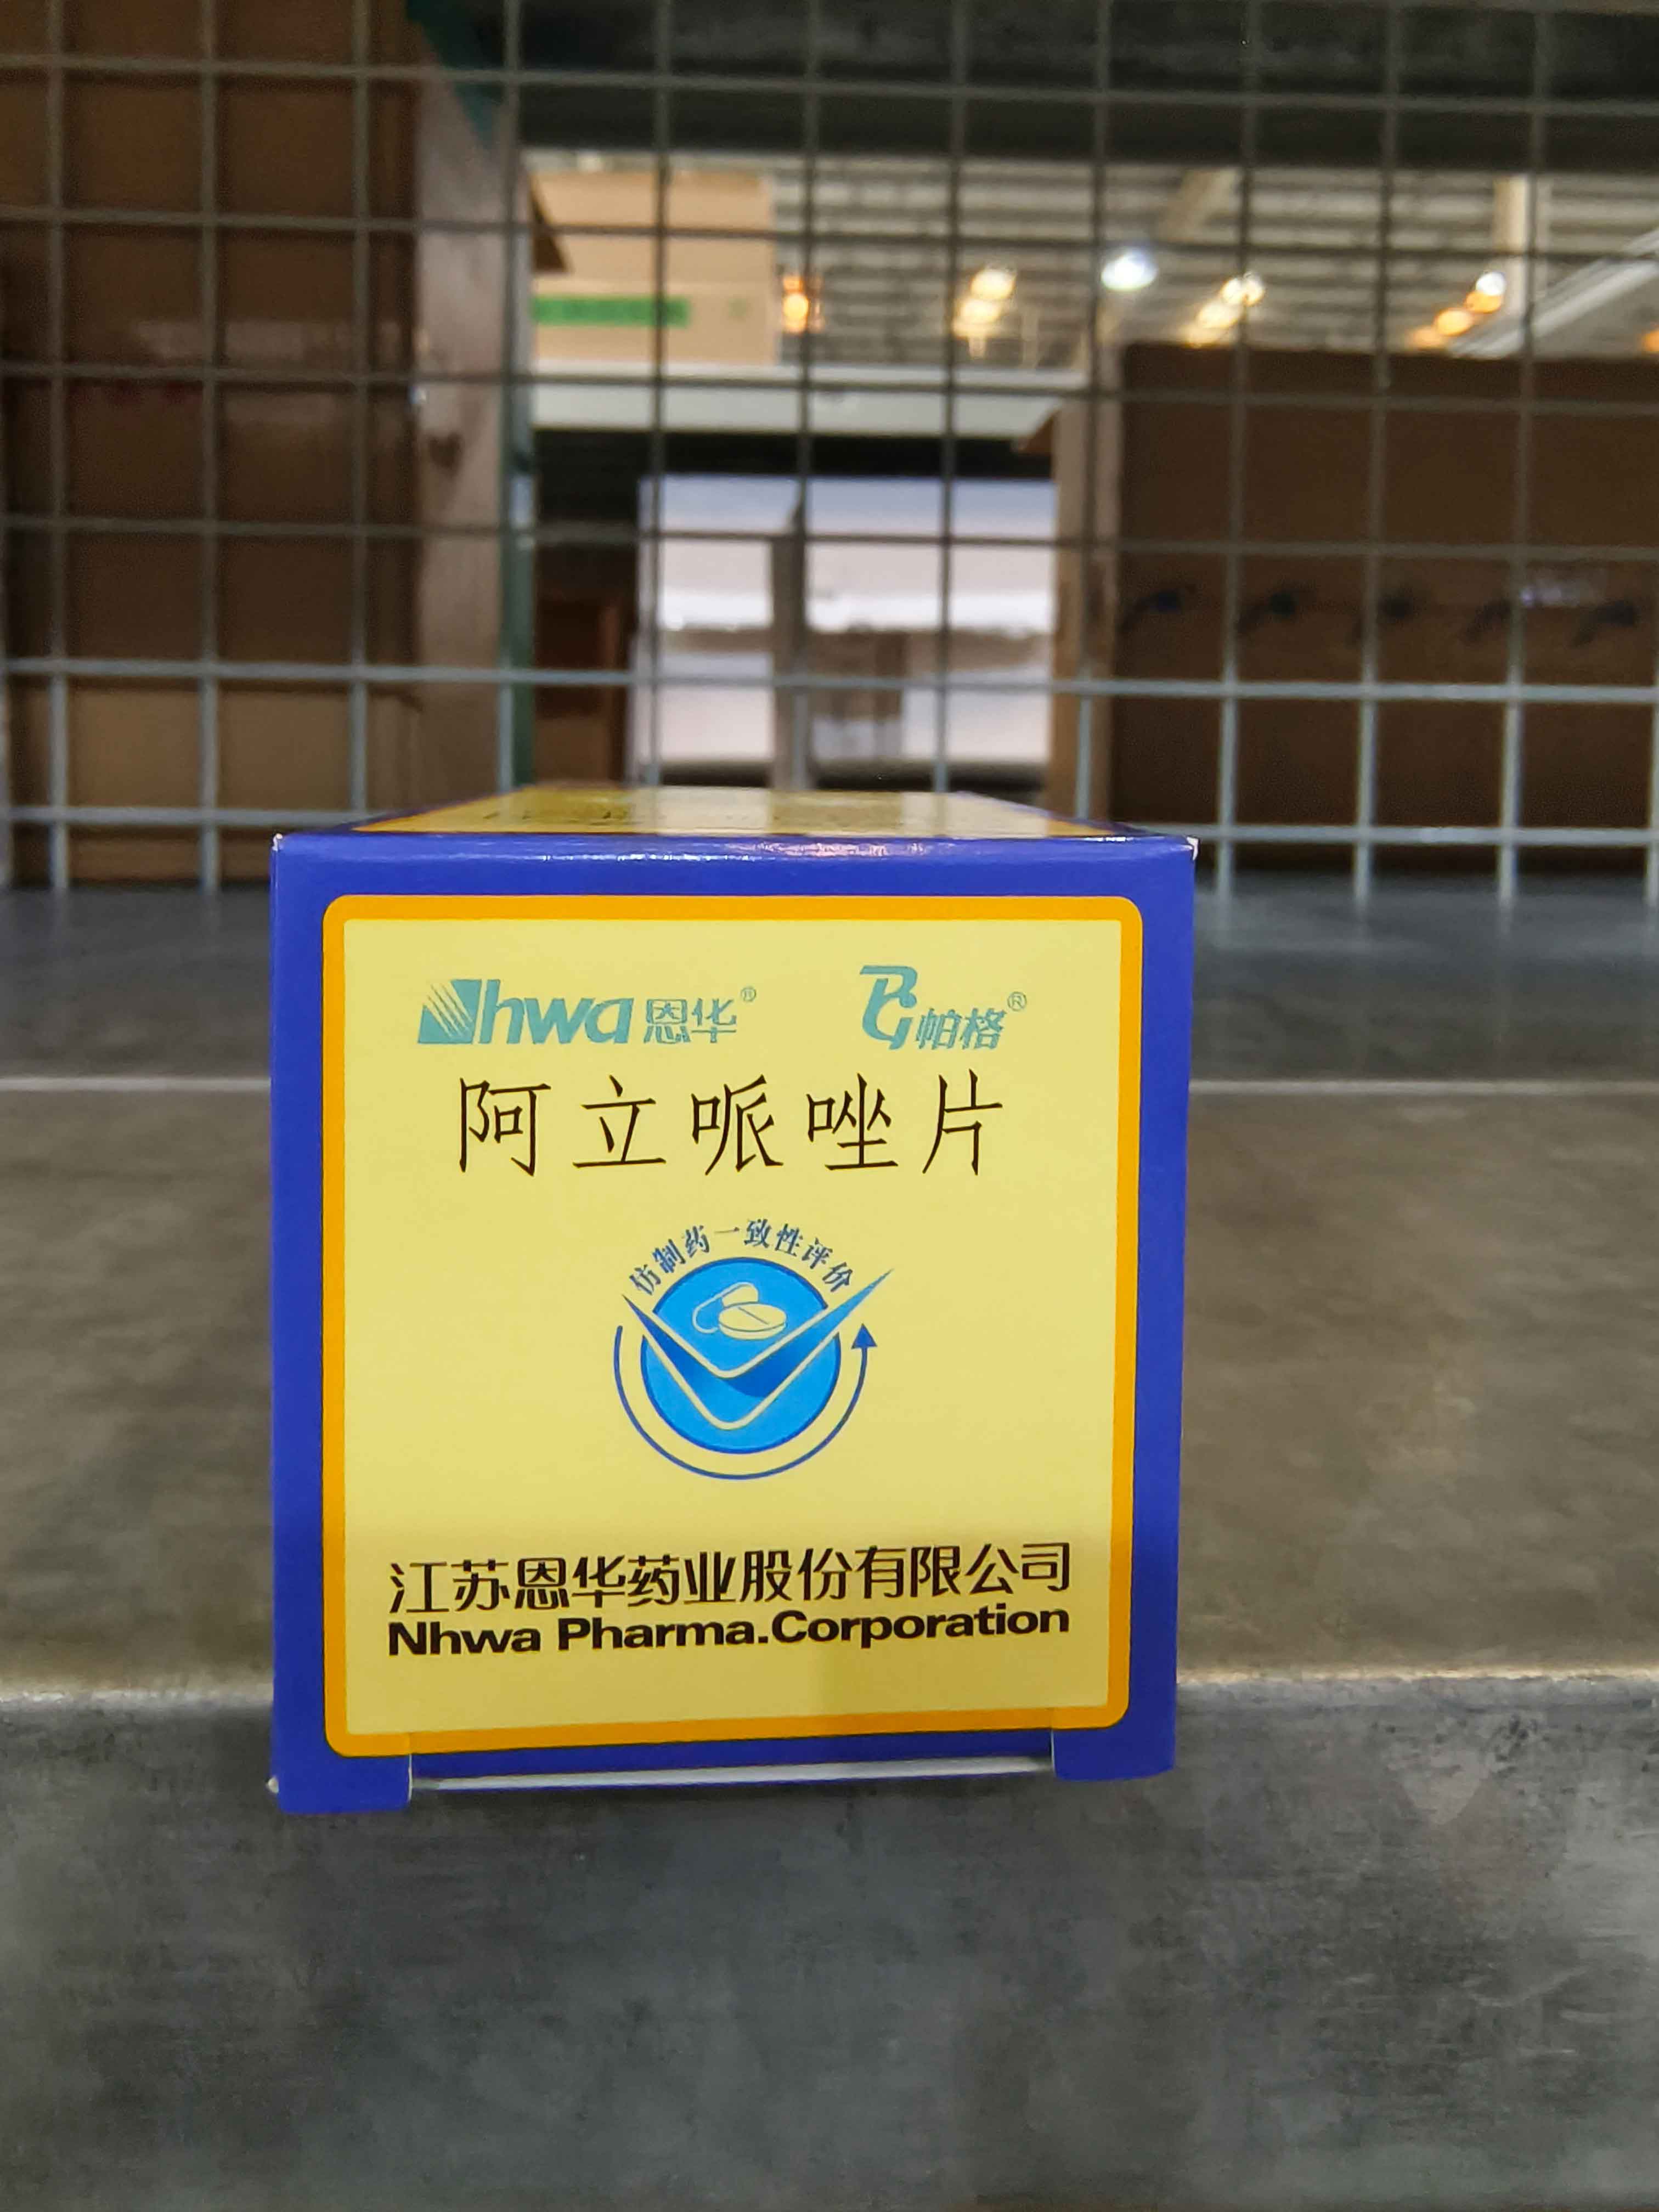 Nhwa恩华® PG帕格®
阿立哌唑片
仿制药一致性评价
江苏恩华药业股份有限公司
Nhwa Pharma.Corporation